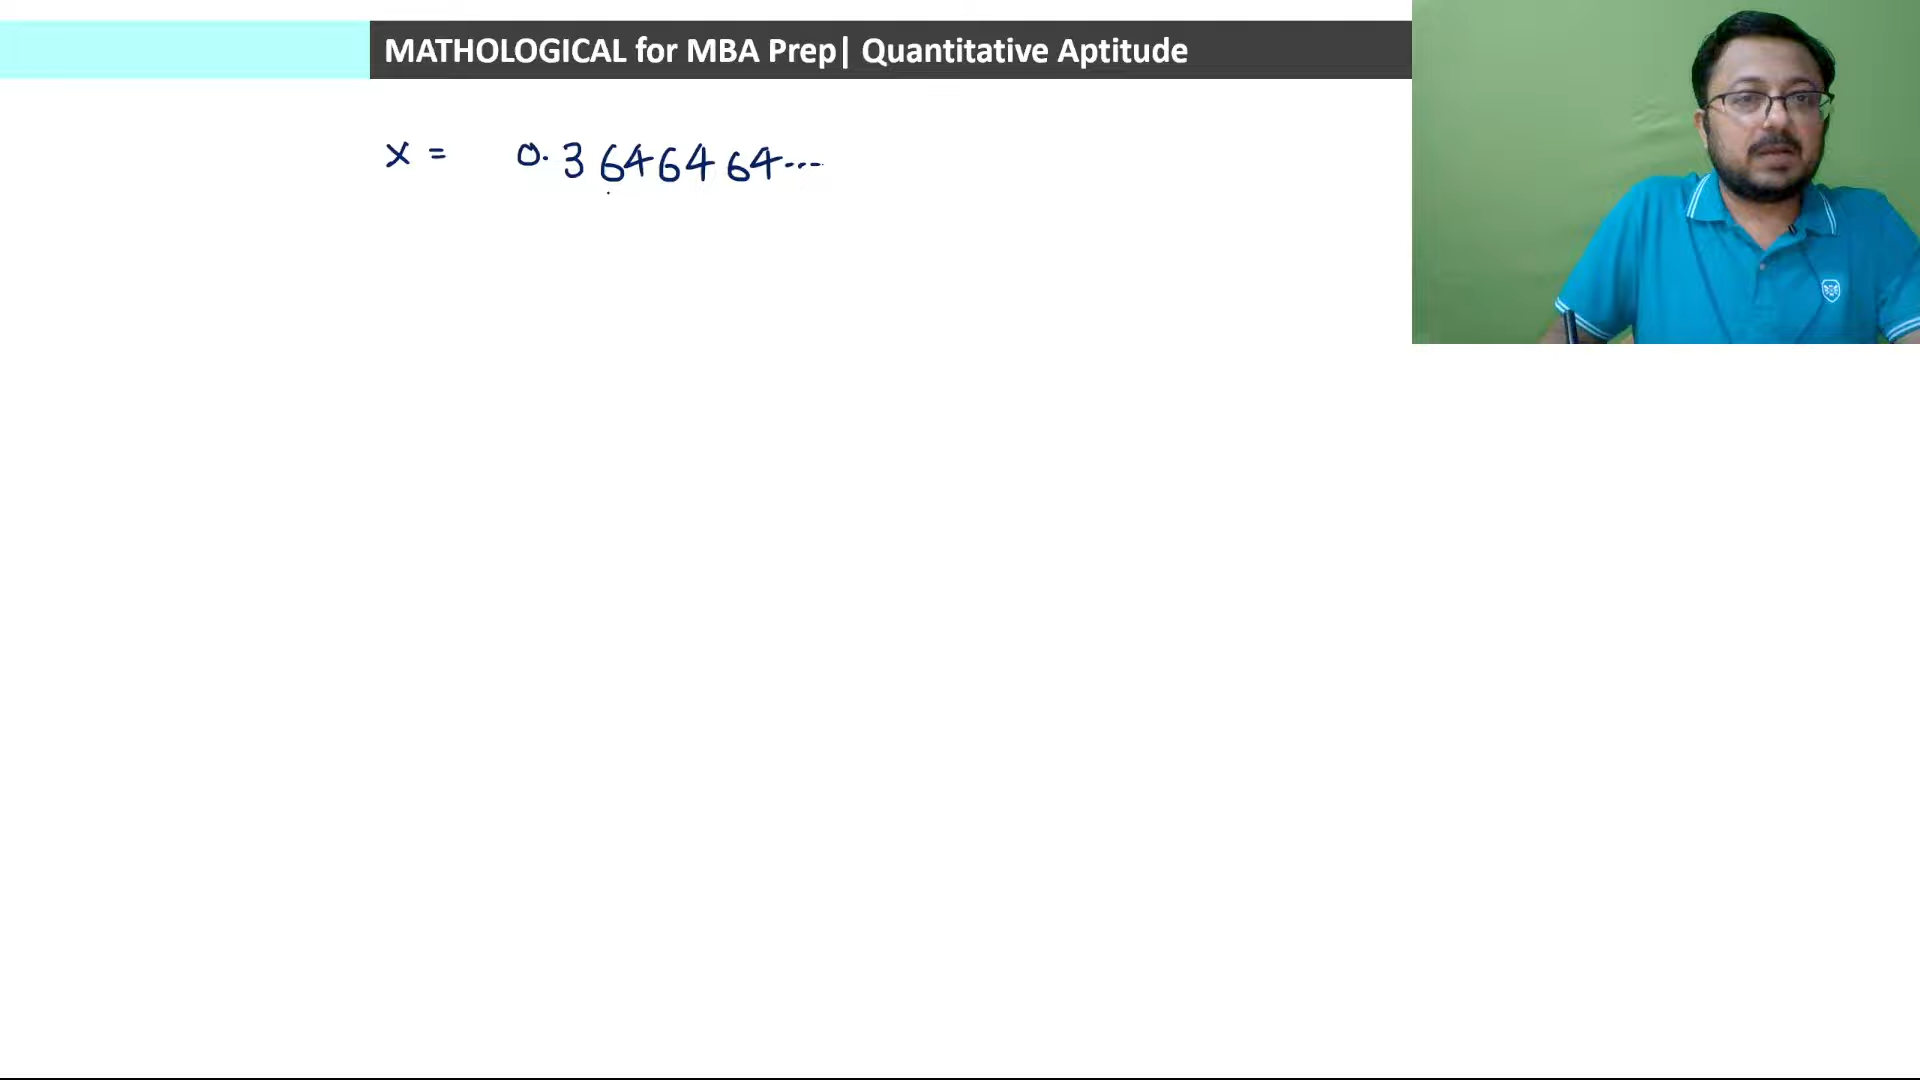 MATHOLOGICAL for MBA Prep| Quantitative Aptitude
x = 0.3646464...